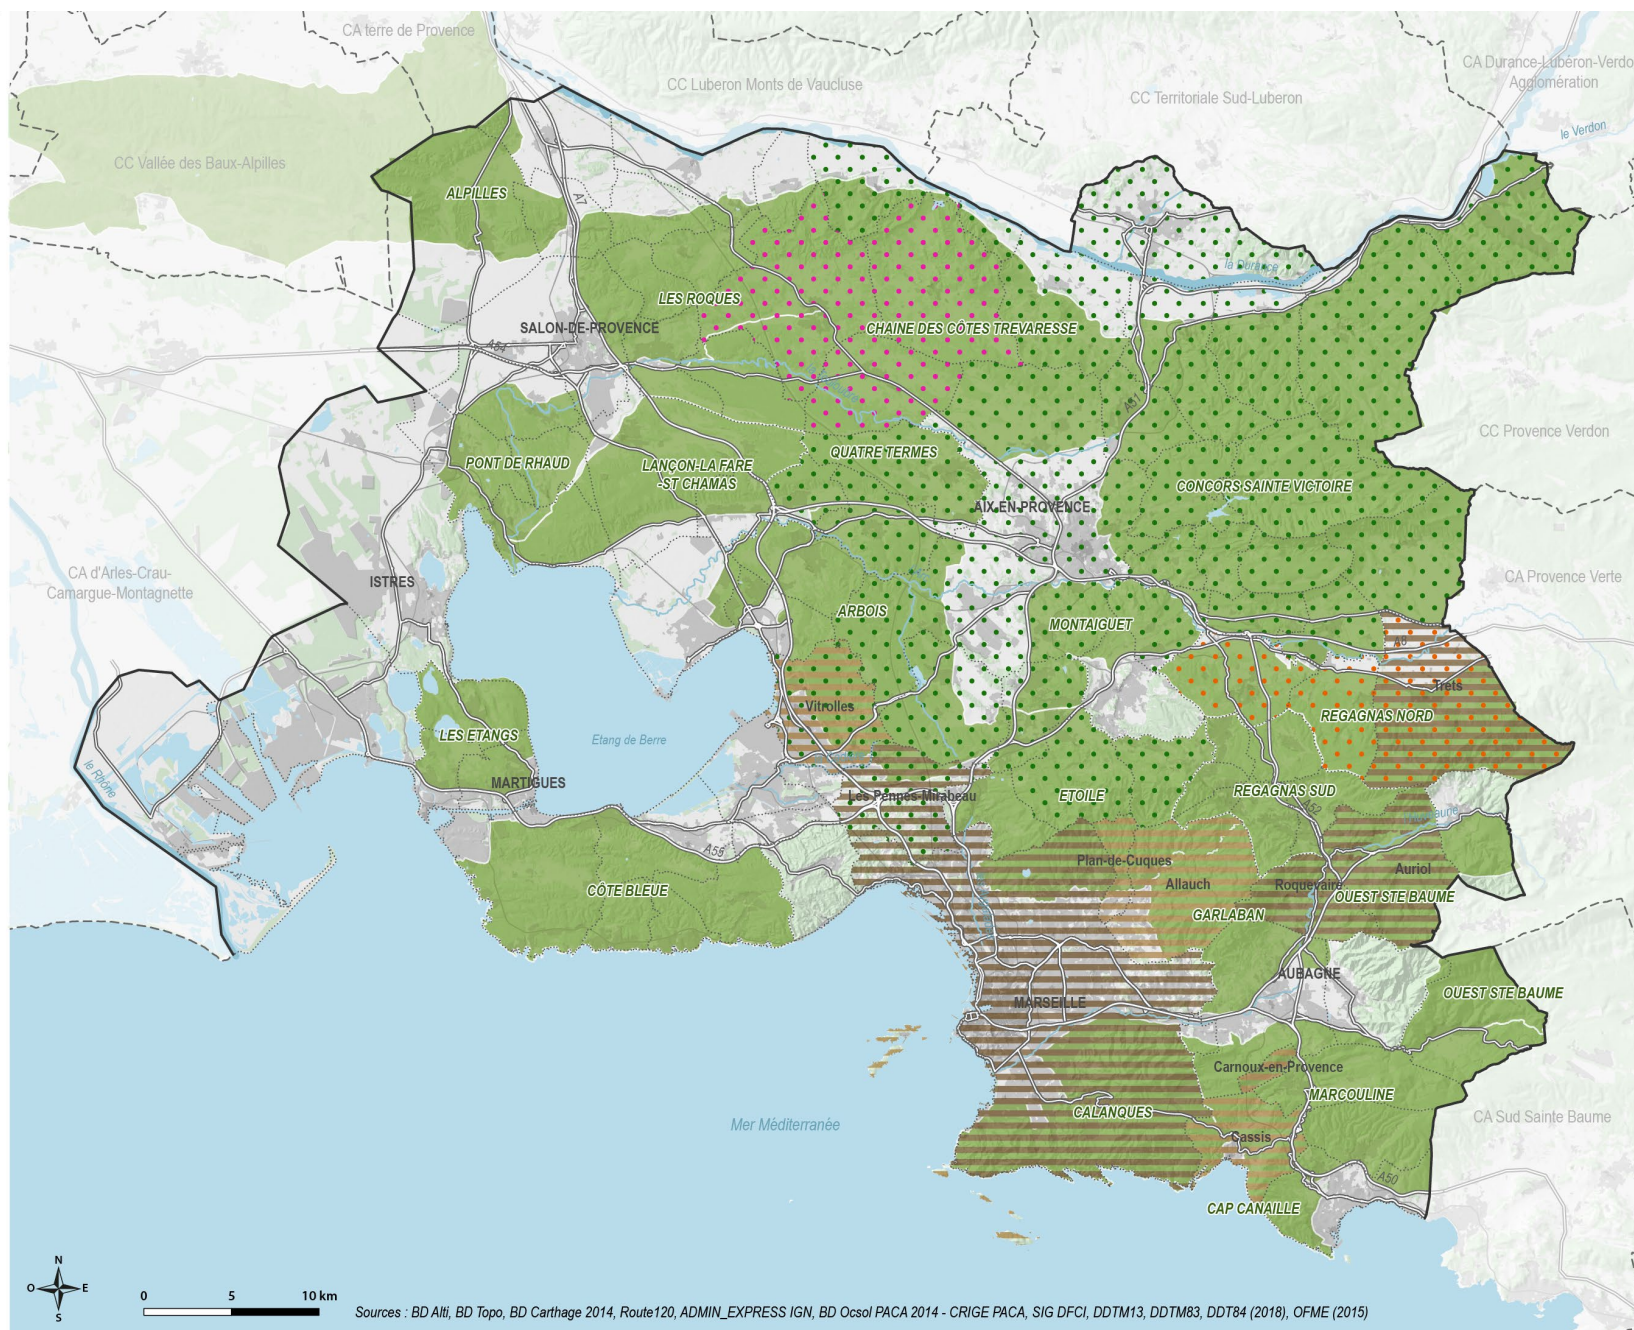 CA terre de Provence
CC Luberon Monts de Vaucluse
CA Durance-Lubéron-Verdo
Agglomération
CC Territoriale Sud-Luberon
le Verdon
CC Vallée des Baux-Alpilles
ALPILLES
A7
la Durance
LES ROQUES
SALON-DE-PROVENCE
CHAINE DES CÔTES TREVARESSE
A54
A51
CC Provence Verdon
QUATRE TERMES
PONT DE RHAUD
LANÇON-LA FARE
-ST CHAMAS
CONCORS SAINTE VICTOIRE
AIX-EN-PROVENCE
CA d'Arles-Crau-
Camargue-Montagnette
ISTRES
CA Provence Verte
ARBOIS
MONTAIGUET
A8
Trets
Vitrolles
REGAGNAS NORD
LES ETANGS
Etang de Berre
le Rhône
MARTIGUES
Les Pennes-Mirabeau
ETOILE
REGAGNAS SUD
A52
A55
Plan-de-Cuques
Auriol
Allauch
Roquevaire
CÔTE BLEUE
OUEST STE BAUME
GARLABAN
AUBAGNE
OUEST STE BAUME
MARSEILLE
Carnoux-en-Provence
MARCOULINE
CALANQUES
Mer Méditerranée
CA Sud Sainte Baume
Cassis
A50
CAP CANAILLE
N
O
E
S
0 5 10 km
Sources : BD Alti, BD Topo, BD Carthage 2014, Route120, ADMIN_EXPRESS IGN, BD Ocsol PACA 2014 - CRIGE PACA, SIG DFCI, DDTM13, DDTM83, DDT84 (2018), OFME (2015)